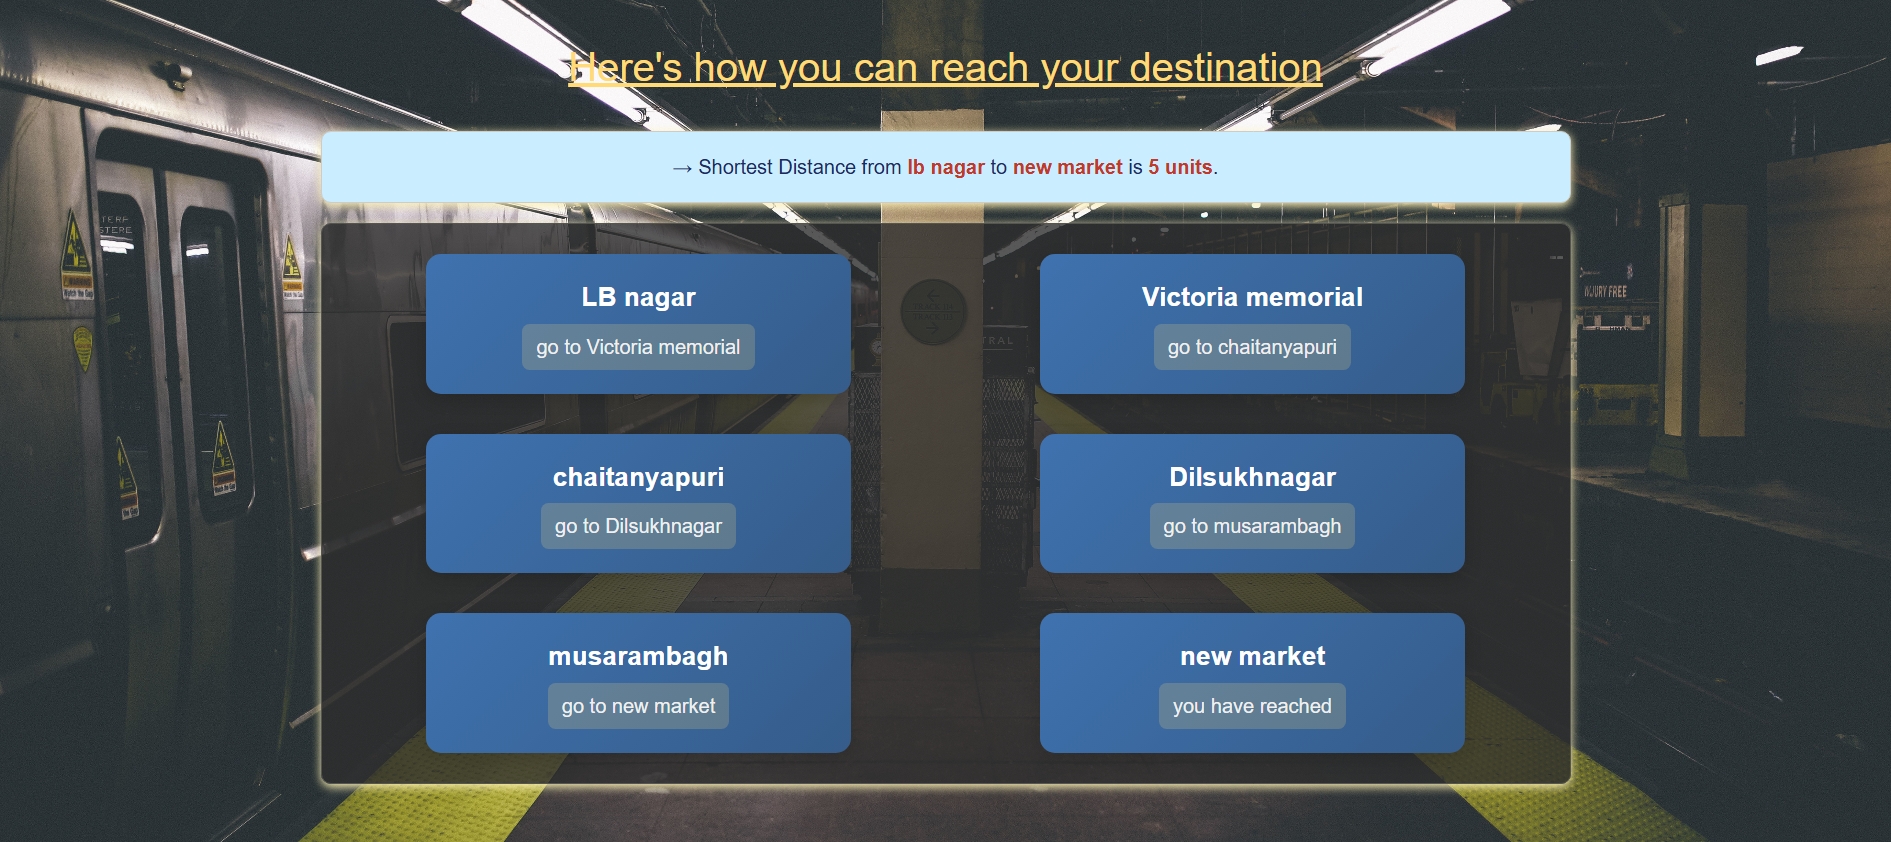 Here's how you can reach your destination
→ Shortest Distance from lb nagar to new market is 5 units.
LB nagar
go to Victoria memorial
Victoria memorial
go to chaitanyapuri
chaitanyapuri
go to Dilsukhnagar
Dilsukhnagar
go to musarambagh
musarambagh
go to new market
new market
you have reached
INJURY FREE